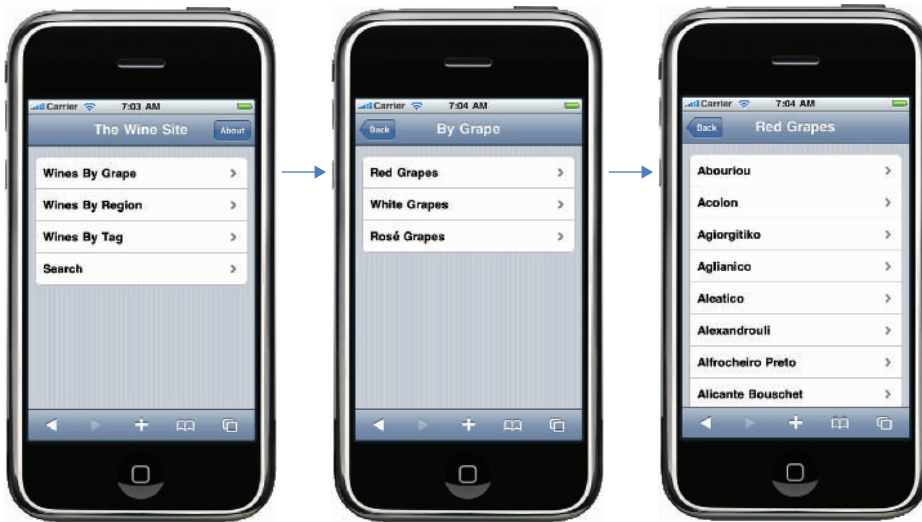 Carrier 7:03 AM
The Wine Site About
Wines By Grape
Wines By Region
Wines By Tag
Search
Carrier 7:04 AM
Back By Grape
Red Grapes
White Grapes
Rosé Grapes
Carrier 7:04 AM
Back Red Grapes
Abouriou
Acolon
Agiorgitiko
Aglianico
Aleatico
Alexandrouli
Alfrocheiro Preto
Alicante Bouschet